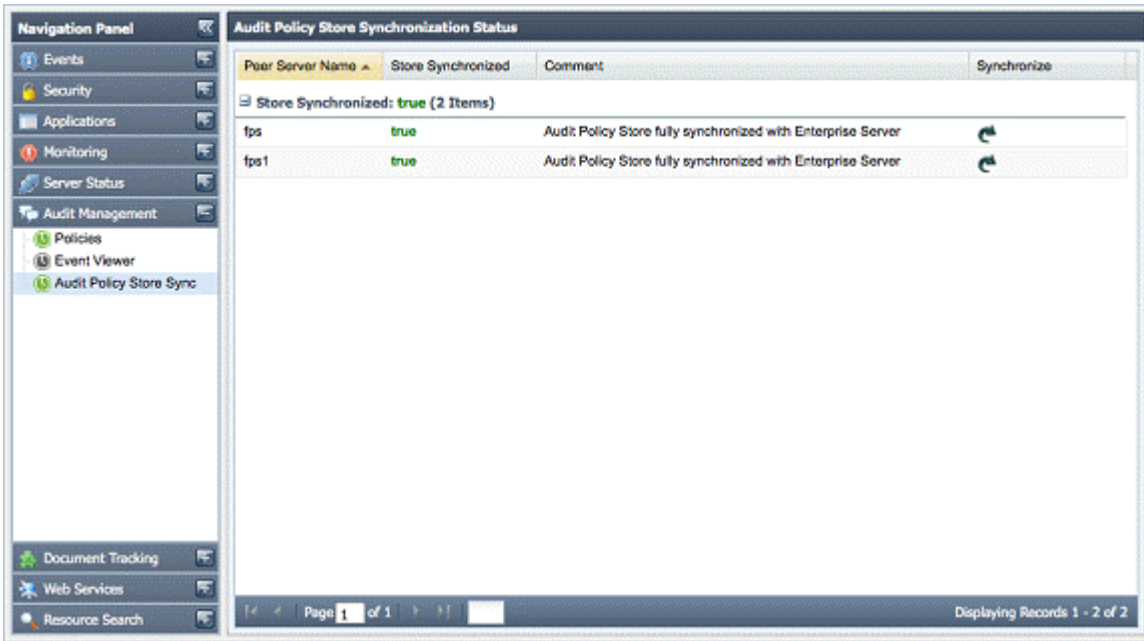 Navigation Panel
Events
Security
Applications
Monitoring
Server Status
Audit Management
Policies
Event Viewer
Audit Policy Store Sync
Document Tracking
Web Services
Resource Search
Audit Policy Store Synchronization Status
Peer Server Name Store Synchronized Comment Synchronize
Store Synchronized: true (2 Items)
fps true Audit Policy Store fully synchronized with Enterprise Server
fps1 true Audit Policy Store fully synchronized with Enterprise Server
Page 1 of 1 Displaying Records 1 - 2 of 2